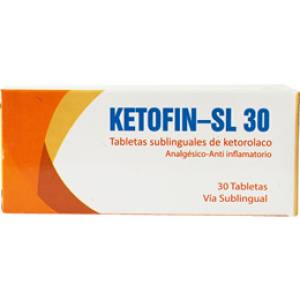 KETOFIN–SL 30
Tabletas sublinguales de ketorolaco
Analgésico-Anti inflamatorio
30 Tabletas
Vía Sublingual